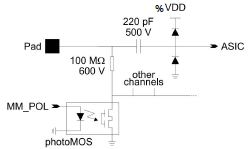 %VDD
220 pF
500 V
Pad
ASIC
100 MΩ
600 V
other
channels
MM_POL
photoMOS